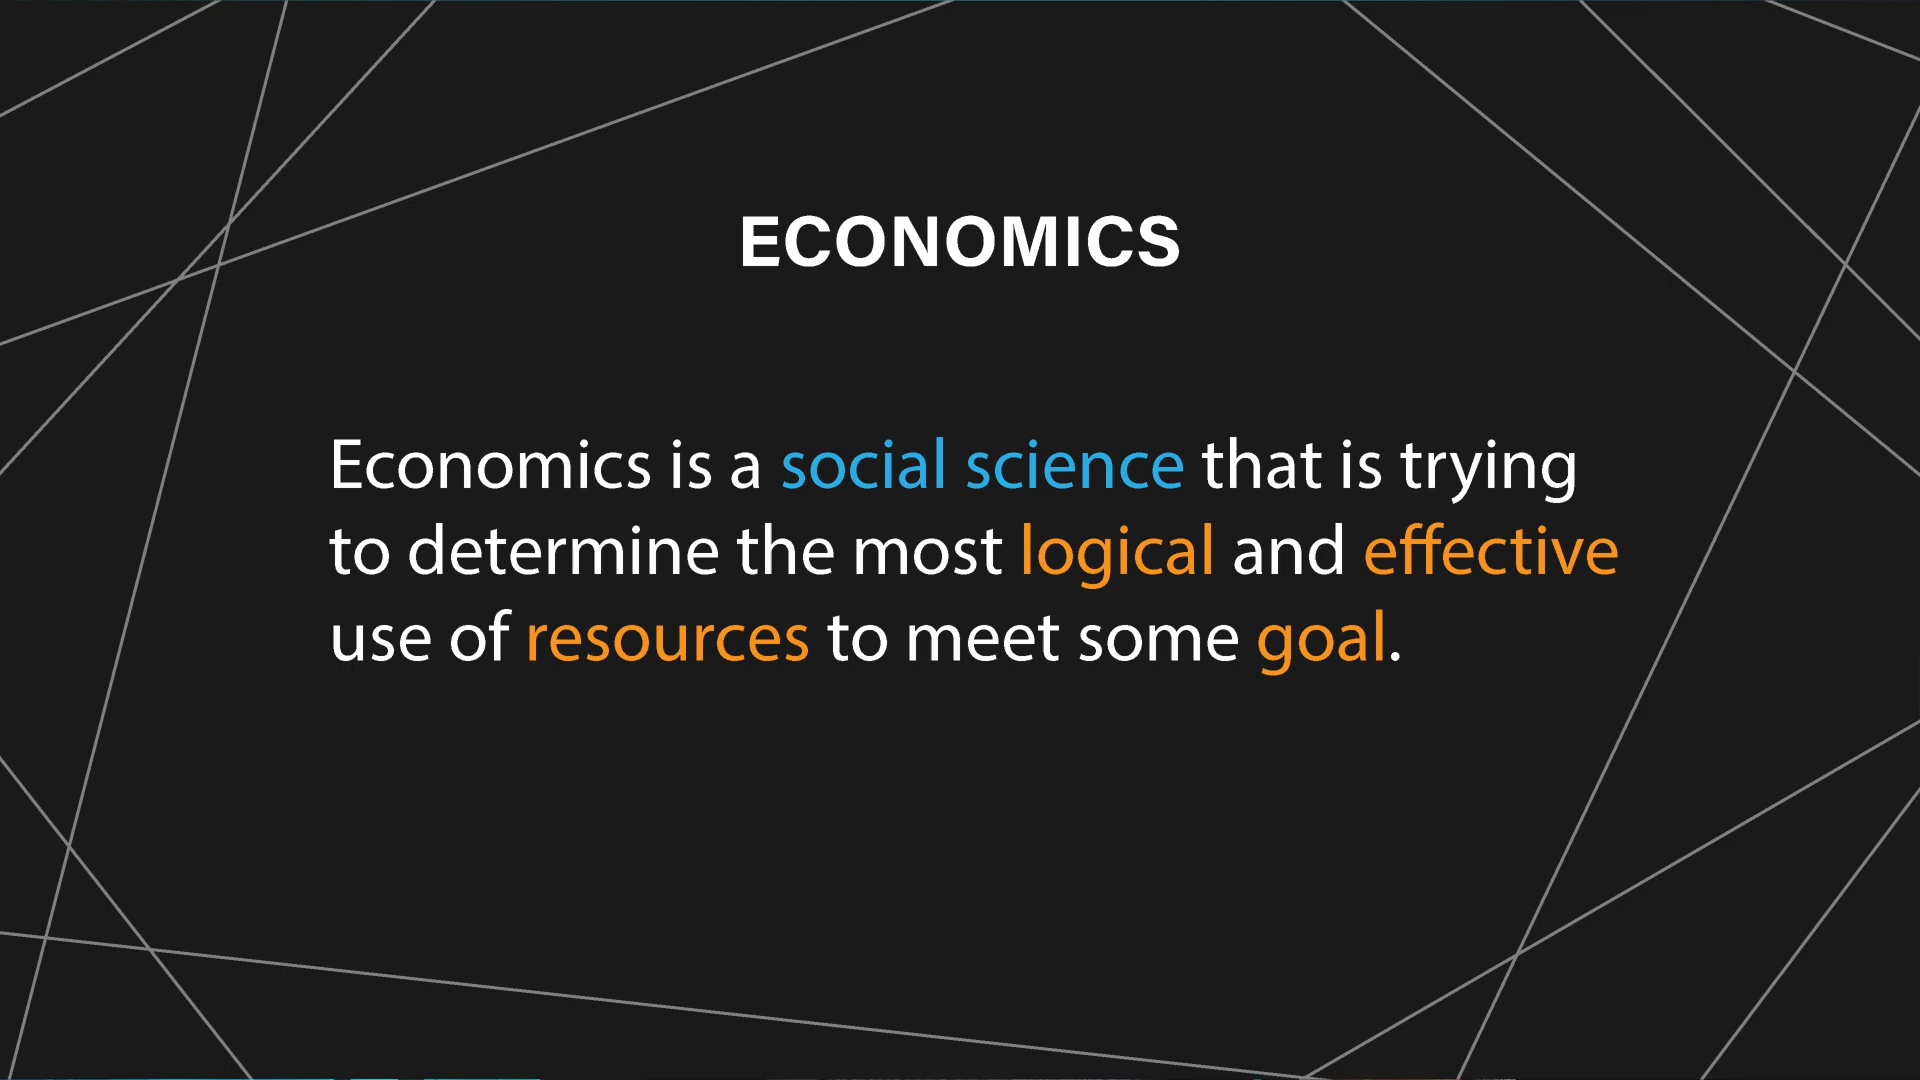 ECONOMICS
Economics is a social science that is trying
to determine the most logical and effective
use of resources to meet some goal.